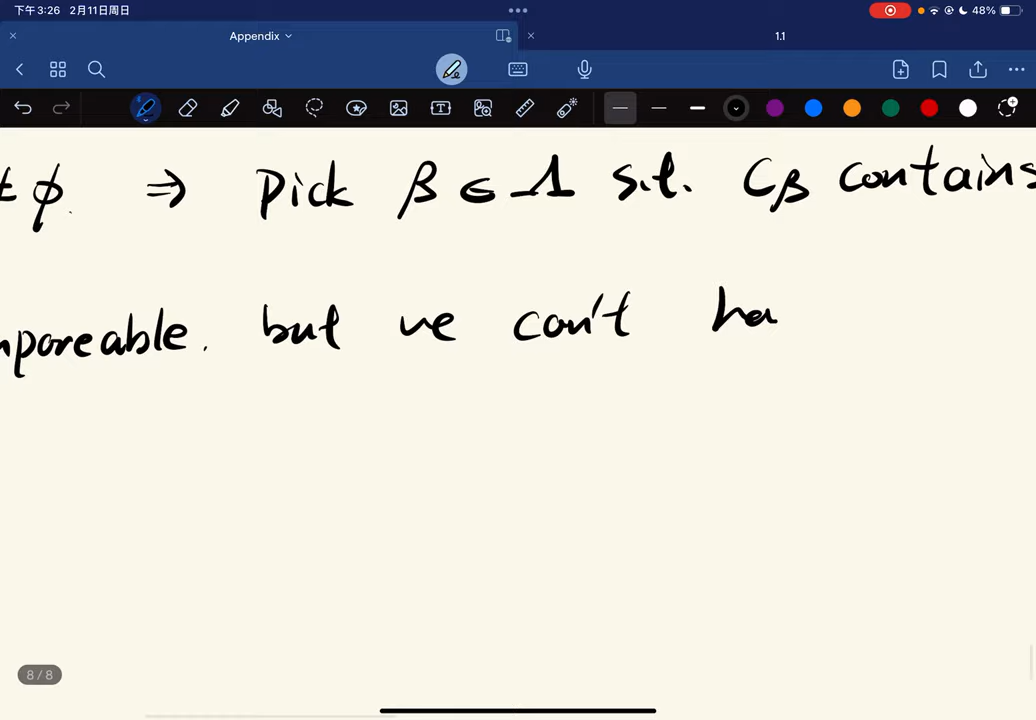 下午3:26 2月11日周日
48%
Appendix
1.1
≠ ϕ. ⇒ Pick β ∈ Λ s.t. Cβ contains
mporeable. but we con't ha
8 / 8